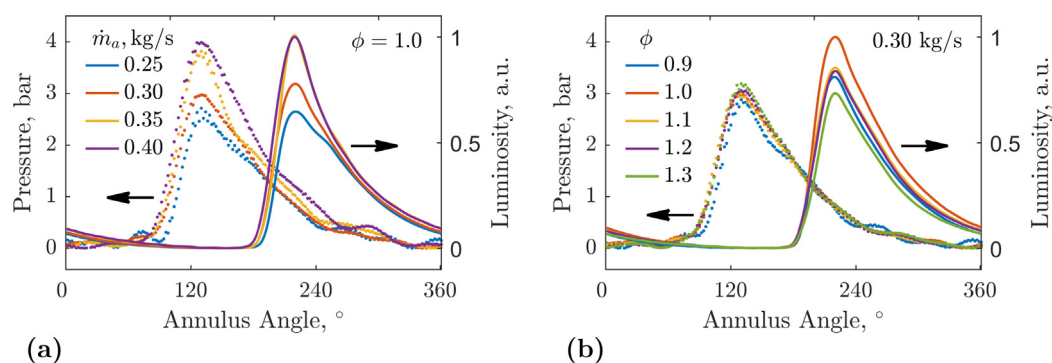 ṁₐ, kg/s
0.25
0.30
0.35
0.40
ϕ = 1.0
Pressure, bar
4
3
2
1
0
Luminosity, a.u.
1
0.5
0
0
120
240
360
Annulus Angle, °
(a)
ϕ
0.9
1.0
1.1
1.2
1.3
0.30 kg/s
Pressure, bar
4
3
2
1
0
Luminosity, a.u.
1
0.5
0
0
120
240
360
Annulus Angle, °
(b)